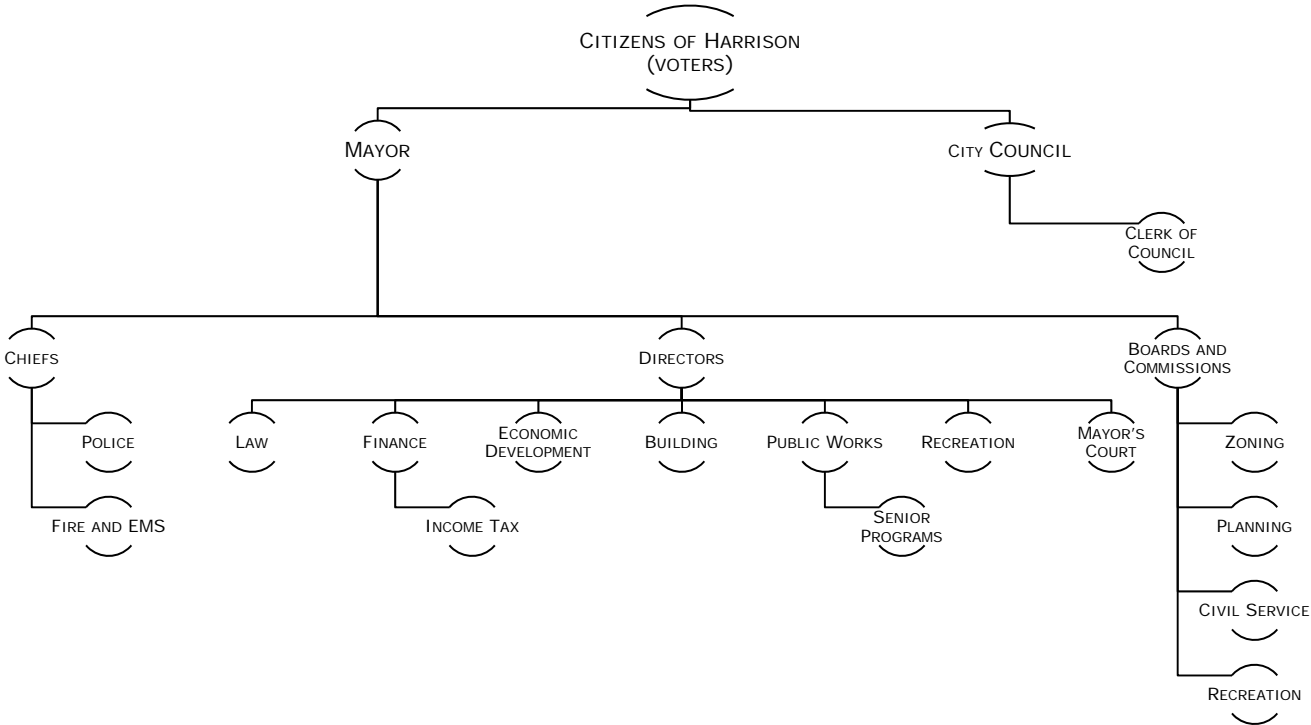 CITIZENS OF HARRISON
(VOTERS)
MAYOR
CITY COUNCIL
CLERK OF
COUNCIL
CHIEFS
DIRECTORS
BOARDS AND
COMMISSIONS
POLICE
LAW
FINANCE
ECONOMIC
DEVELOPMENT
BUILDING
PUBLIC WORKS
RECREATION
MAYOR'S
COURT
ZONING
FIRE AND EMS
INCOME TAX
SENIOR
PROGRAMS
PLANNING
CIVIL SERVICE
RECREATION